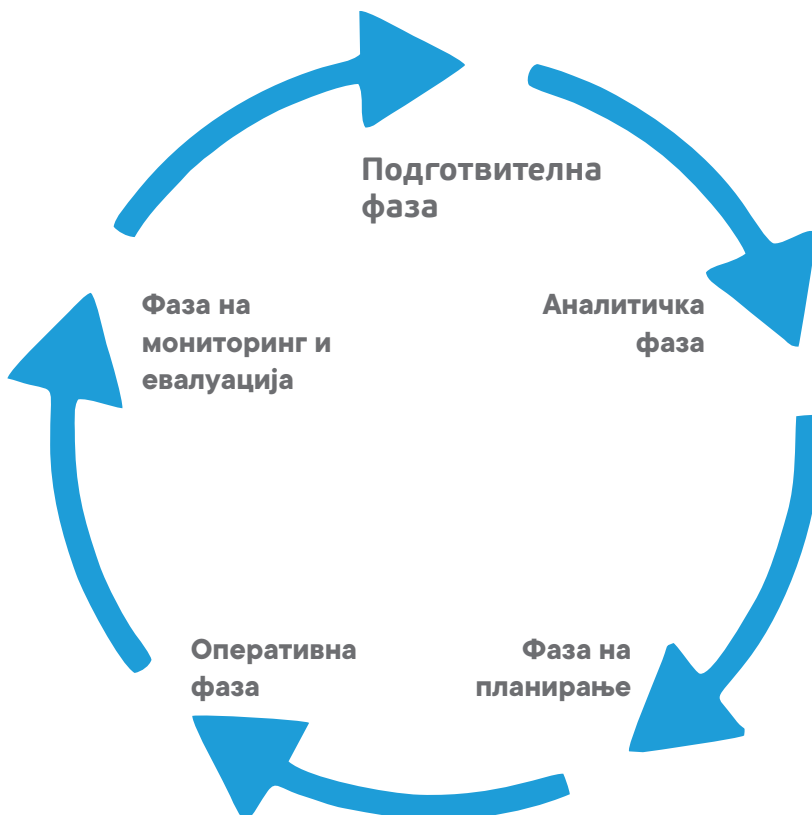 Подготвителна
фаза
Аналитичка
фаза
Фаза на
планирање
Оперативна
фаза
Фаза на
мониторинг и
евалуација